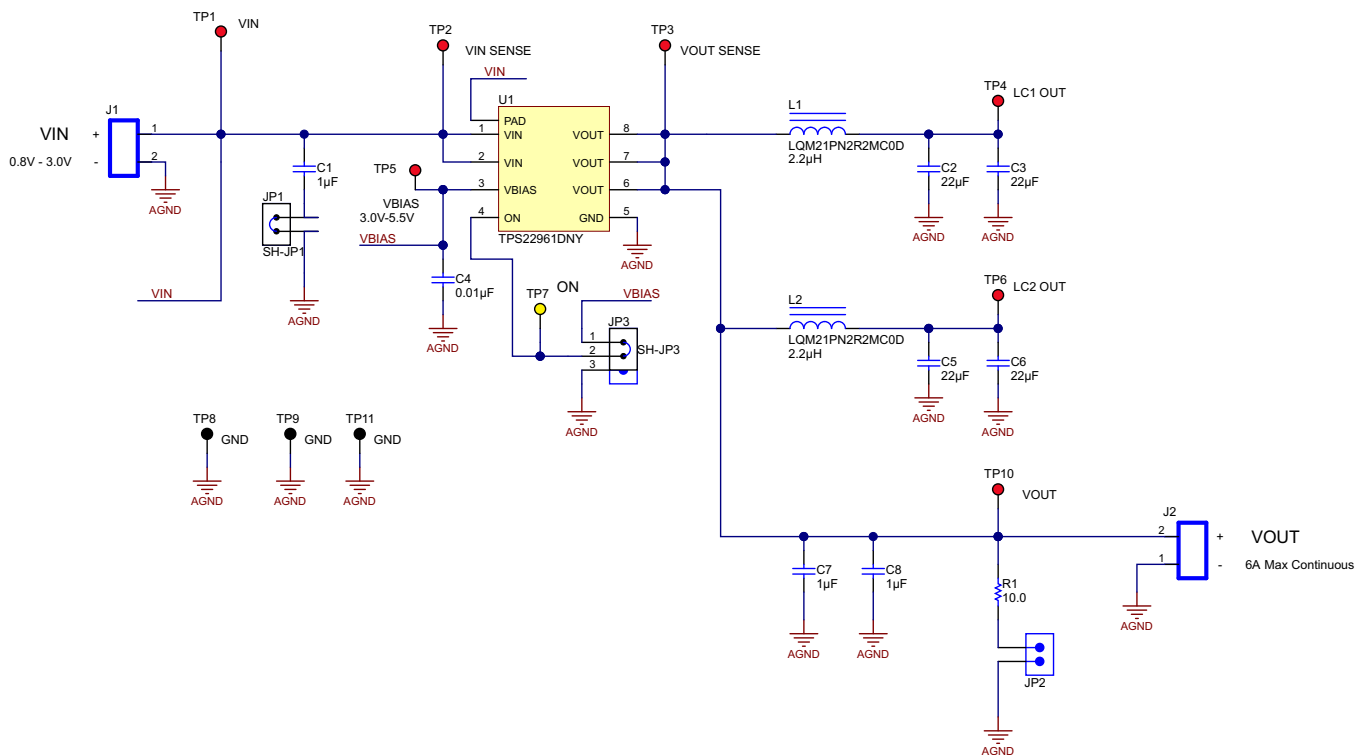 TP1
VIN
TP2
VIN SENSE
TP3
VOUT SENSE
VIN
U1
PAD
1 VIN
2 VIN
3 VBIAS
4 ON
VOUT 8
VOUT 7
VOUT 6
GND 5
TPS22961DNY
AGND
J1
VIN
+
0.8V - 3.0V
-
1
2
AGND
C1
1µF
JP1
SH-JP1
AGND
VIN
TP5
VBIAS
3.0V-5.5V
VBIAS
C4
0.01µF
AGND
TP7
ON
VBIAS
JP3
1
2
3
SH-JP3
AGND
L1
LQM21PN2R2MC0D
2.2µH
TP4
LC1 OUT
C2
22µF
AGND
C3
22µF
AGND
L2
LQM21PN2R2MC0D
2.2µH
TP6
LC2 OUT
C5
22µF
AGND
C6
22µF
AGND
TP8
GND
AGND
TP9
GND
AGND
TP11
GND
AGND
TP10
VOUT
C7
1µF
AGND
C8
1µF
AGND
R1
10.0
JP2
AGND
J2
2
1
+
VOUT
-
6A Max Continuous
AGND